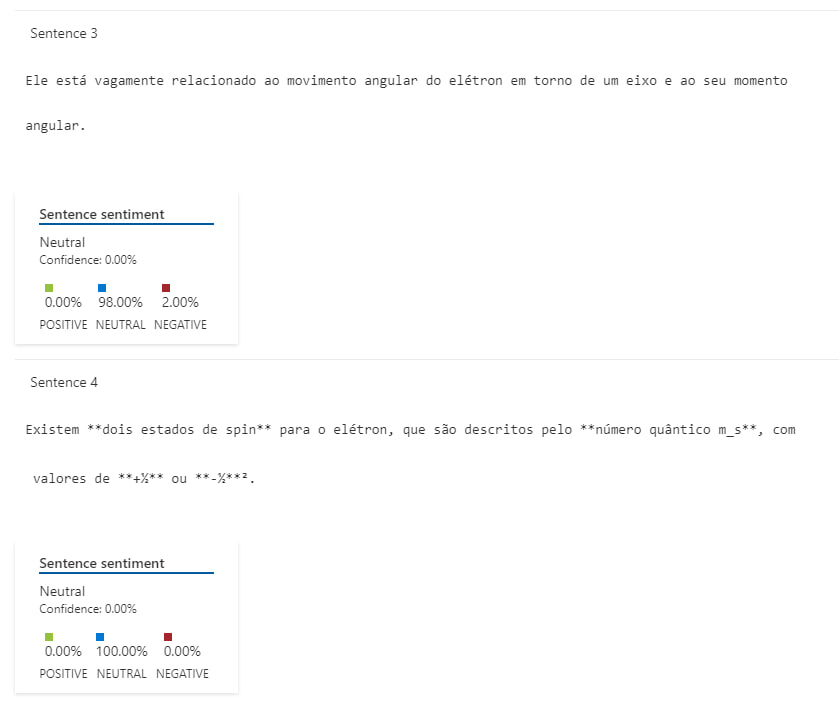 Sentence 3
Ele está vagamente relacionado ao movimento angular do elétron em torno de um eixo e ao seu momento
angular.
Sentence sentiment
Neutral
Confidence: 0.00%
0.00% 98.00% 2.00%
POSITIVE NEUTRAL NEGATIVE
Sentence 4
Existem **dois estados de spin** para o elétron, que são descritos pelo **número quântico m_s**, com
valores de **+½** ou **-½**².
Sentence sentiment
Neutral
Confidence: 0.00%
0.00% 100.00% 0.00%
POSITIVE NEUTRAL NEGATIVE